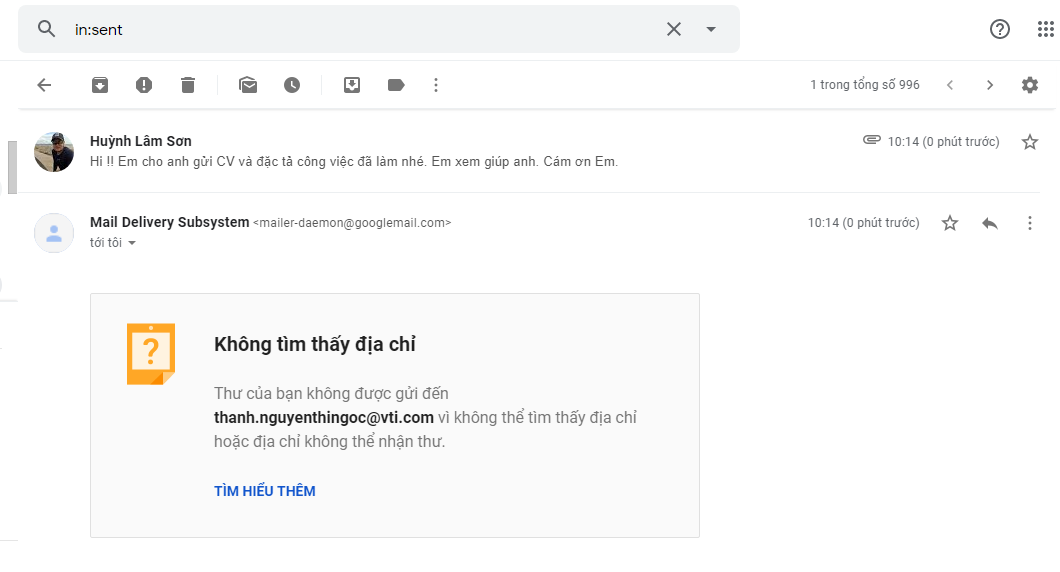 in:sent
1 trong tổng số 996
Huỳnh Lâm Sơn
10:14 (0 phút trước)
Hi !! Em cho anh gửi CV và đặc tả công việc đã làm nhé. Em xem giúp anh. Cám ơn Em.
Mail Delivery Subsystem <mailer-daemon@googlemail.com>
10:14 (0 phút trước)
tới tôi
Không tìm thấy địa chỉ
Thư của bạn không được gửi đến
thanh.nguyenthingoc@vti.com vì không thể tìm thấy địa chỉ
hoặc địa chỉ không thể nhận thư.
TÌM HIỂU THÊM